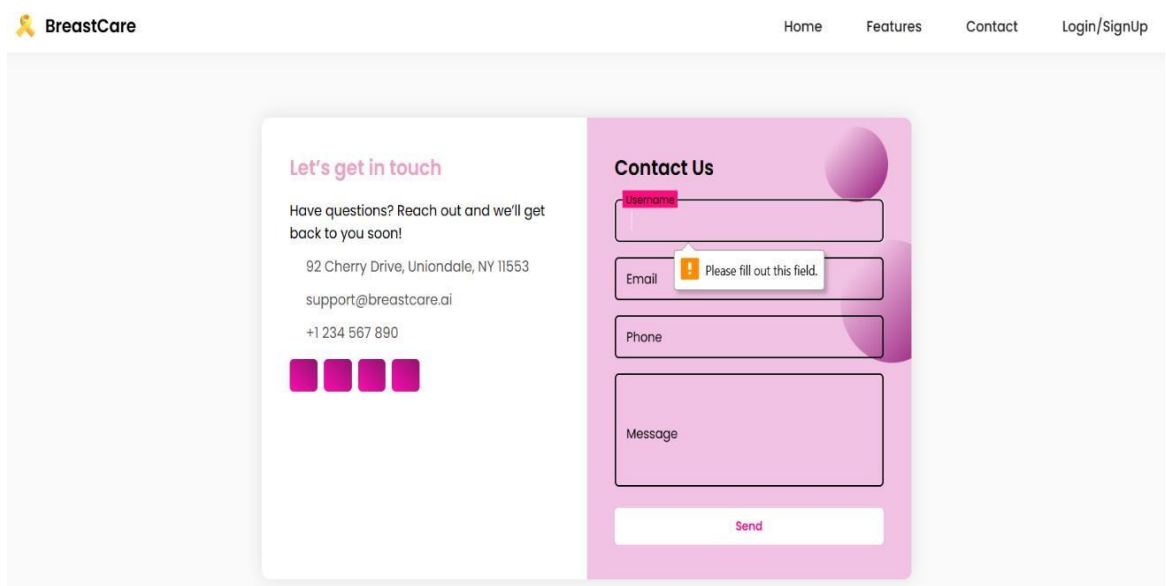 BreastCare
Home
Features
Contact
Login/SignUp
Let's get in touch
Have questions? Reach out and we'll get
back to you soon!
92 Cherry Drive, Uniondale, NY 11553
support@breastcare.ai
+1 234 567 890
Contact Us
Username
Please fill out this field.
Email
Phone
Message
Send